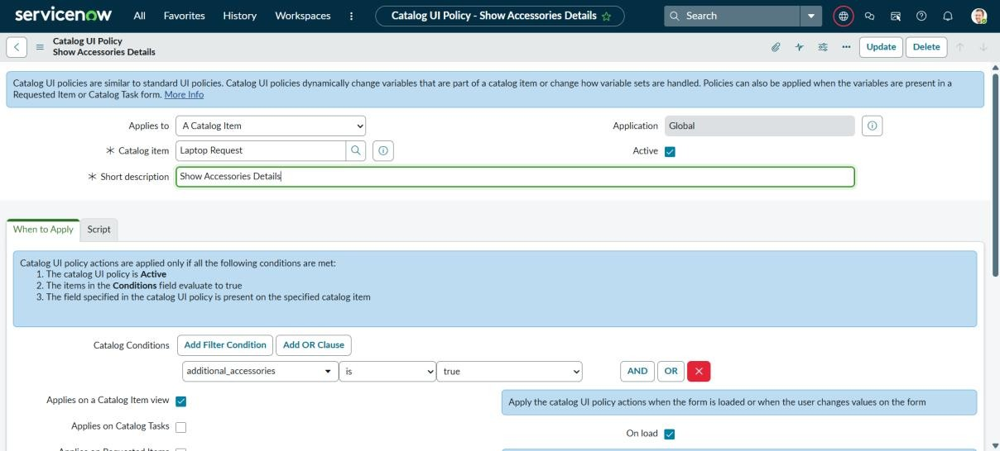 servicenow All Favorites History Workspaces Catalog UI Policy - Show Accessories Details Search
Catalog UI Policy
Show Accessories Details
Update Delete
Catalog UI policies are similar to standard UI policies. Catalog UI policies dynamically change variables that are part of a catalog item or change how variable sets are handled. Policies can also be applied when the variables are present in a
Requested Item or Catalog Task form. More Info
Applies to A Catalog Item Application Global
Catalog item Laptop Request Active
Short description Show Accessories Details
When to Apply Script
Catalog UI policy actions are applied only if all the following conditions are met:
1. The catalog UI policy is Active
2. The items in the Conditions field evaluate to true
3. The field specified in the catalog UI policy is present on the specified catalog item
Catalog Conditions Add Filter Condition Add OR Clause
additional_accessories is true AND OR
Applies on a Catalog Item view Apply the catalog UI policy actions when the form is loaded or when the user changes values on the form
Applies on Catalog Tasks
On load
Applies on Requested Items